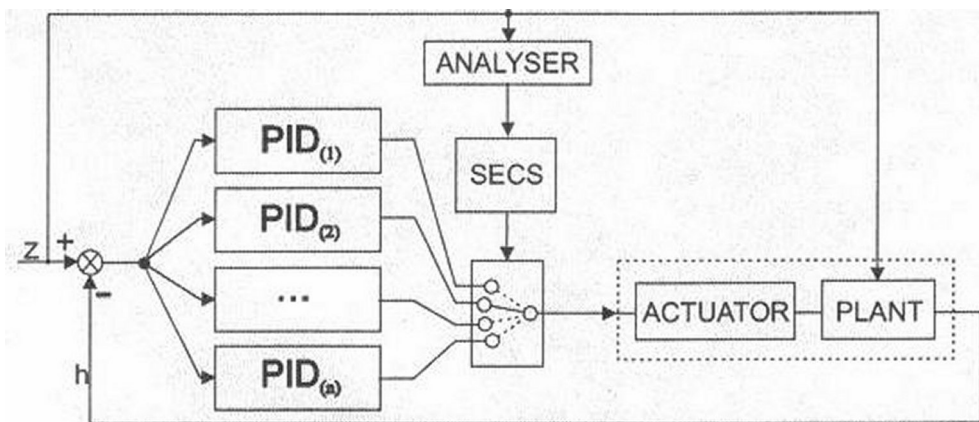 ANALYSER
PID(1)
SECS
PID(2)
Z
+
-
...
ACTUATOR
PLANT
h
PID(n)